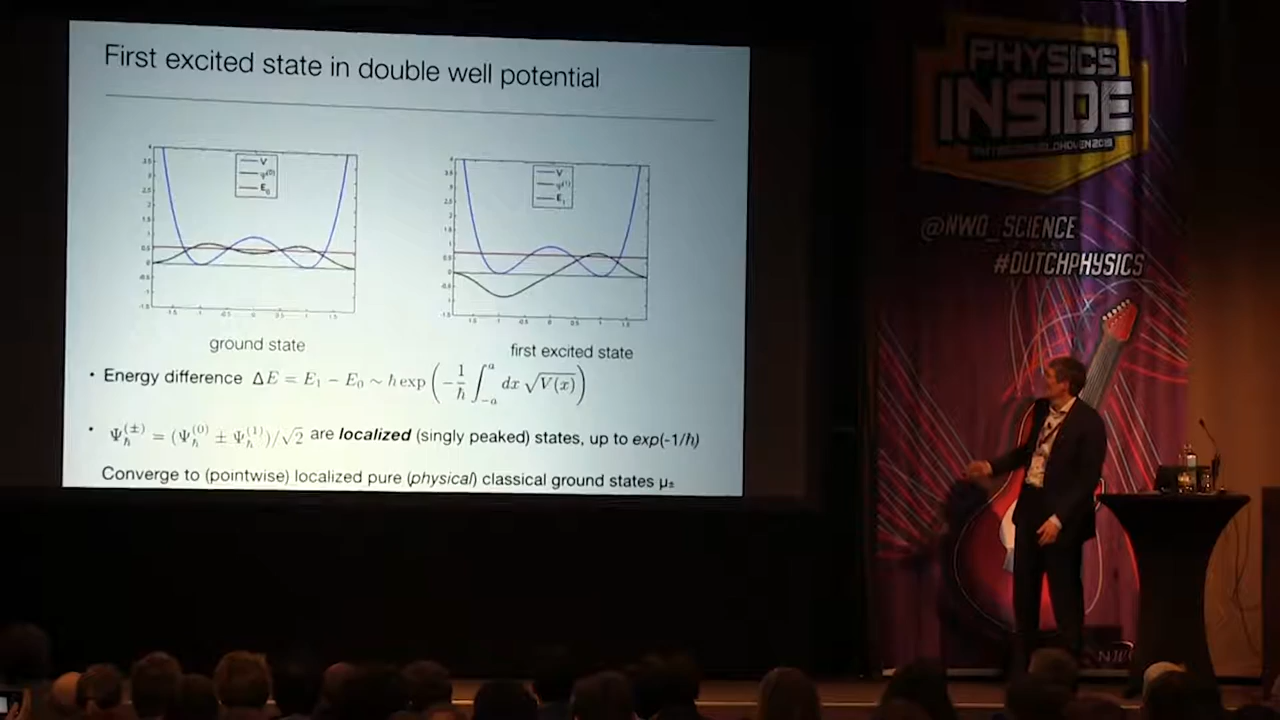 First excited state in double well potential
V
ψ(0)
E0
V
ψ(1)
E1
ground state
first excited state
• Energy difference ΔE = E₁ − E₀ ~ ħ exp (−1/ħ ∫₋ₐᵃ dx √V(x))
• Ψħ(±) = (Ψħ(0) ± Ψħ(1))/√2 are localized (singly peaked) states, up to exp(-1/ħ)
Converge to (pointwise) localized pure (physical) classical ground states μ±
PHYSICS
INSIDE
VELDHOVEN 2019
@NWO_SCIENCE
#DUTCHPHYSICS